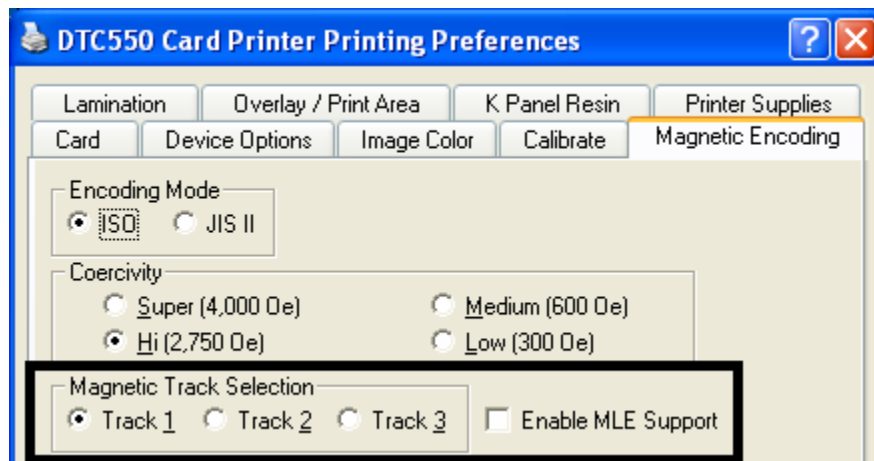 DTC550 Card Printer Printing Preferences
Lamination Overlay / Print Area K Panel Resin Printer Supplies
Card Device Options Image Color Calibrate Magnetic Encoding
Encoding Mode
ISO JIS II
Coercivity
Super (4,000 Oe) Medium (600 Oe)
Hi (2,750 Oe) Low (300 Oe)
Magnetic Track Selection
Track 1 Track 2 Track 3 Enable MLE Support